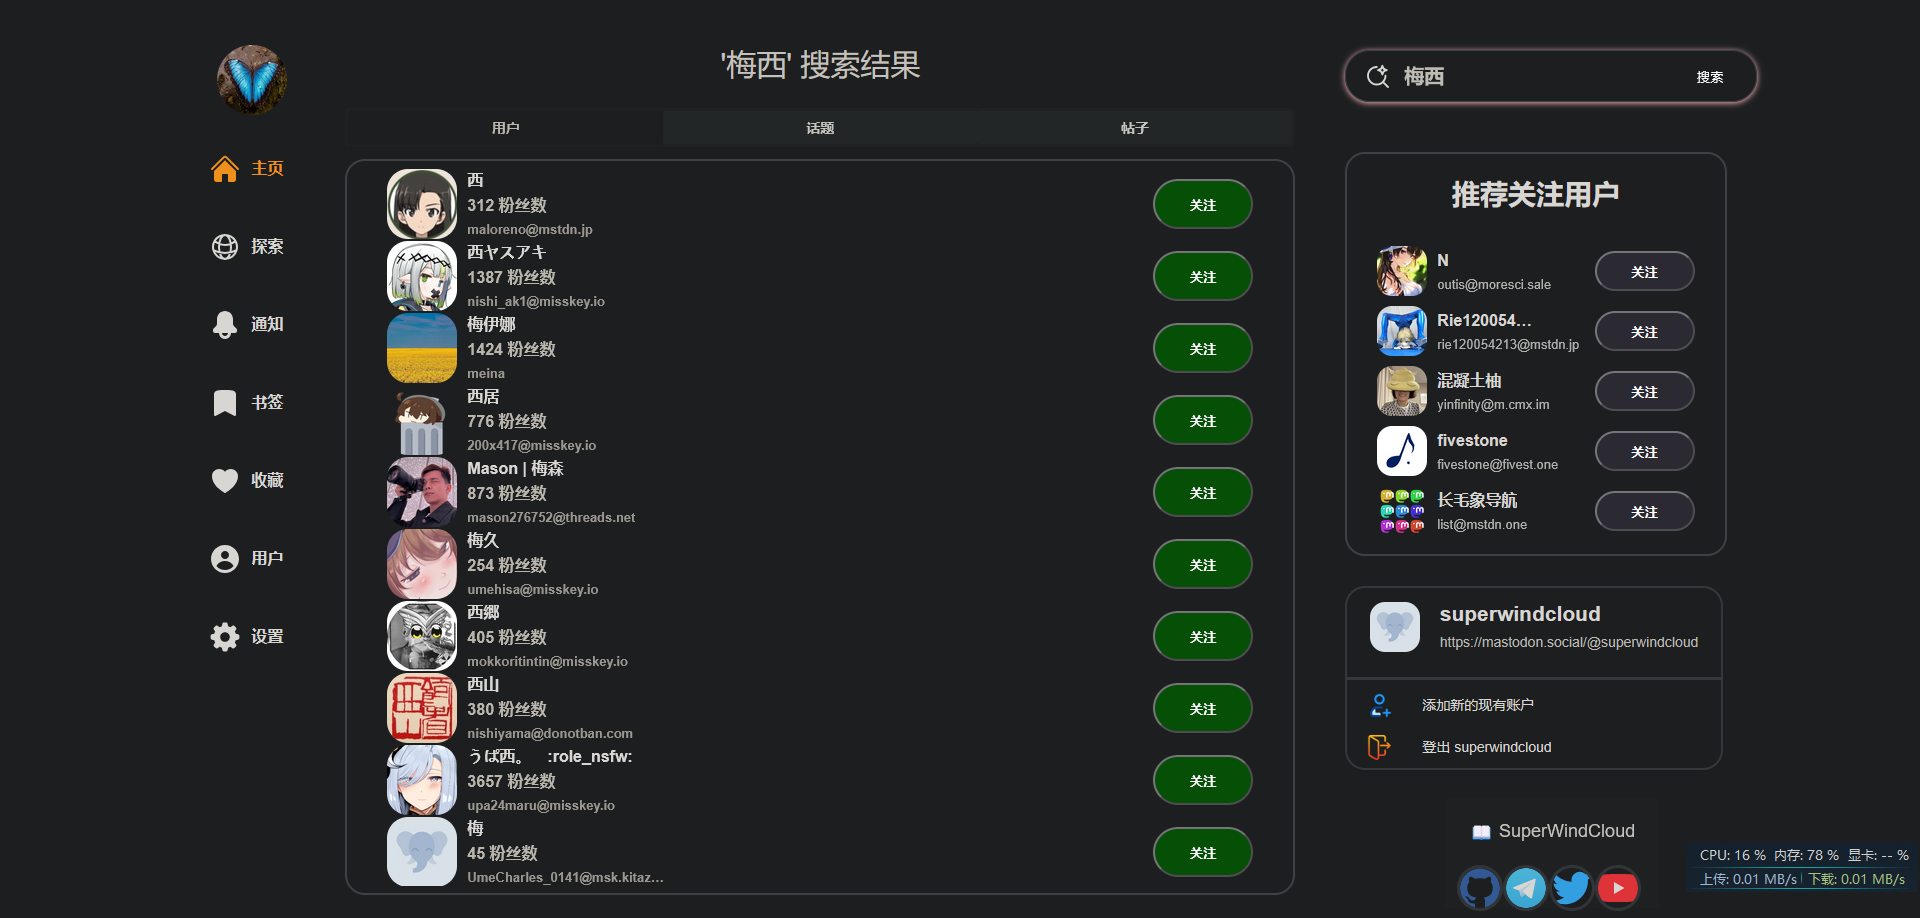 '梅西' 搜索结果
梅西
搜索
主页
探索
通知
书签
收藏
用户
设置
用户
话题
帖子
西
312 粉丝数
maloreno@mstdn.jp
关注
西ヤスアキ
1387 粉丝数
nishi_ak1@misskey.io
关注
梅伊娜
1424 粉丝数
meina
关注
西居
776 粉丝数
200x417@misskey.io
关注
Mason | 梅森
873 粉丝数
mason276752@threads.net
关注
梅久
254 粉丝数
umehisa@misskey.io
关注
西郷
405 粉丝数
mokkoritintin@misskey.io
关注
西山
380 粉丝数
nishiyama@donotban.com
关注
うぱ西。 :role_nsfw:
3657 粉丝数
upa24maru@misskey.io
关注
梅
45 粉丝数
UmeCharles_0141@msk.kitaz...
关注
推荐关注用户
N
outis@moresci.sale
关注
Rie120054...
rie120054213@mstdn.jp
关注
混凝土柚
yinfinity@m.cmx.im
关注
fivestone
fivestone@fivest.one
关注
长毛象导航
list@mstdn.one
关注
superwindcloud
https://mastodon.social/@superwindcloud
添加新的现有账户
登出 superwindcloud
SuperWindCloud
CPU: 16 % 内存: 78 % 显卡: -- %
上传: 0.01 MB/s 下载: 0.01 MB/s